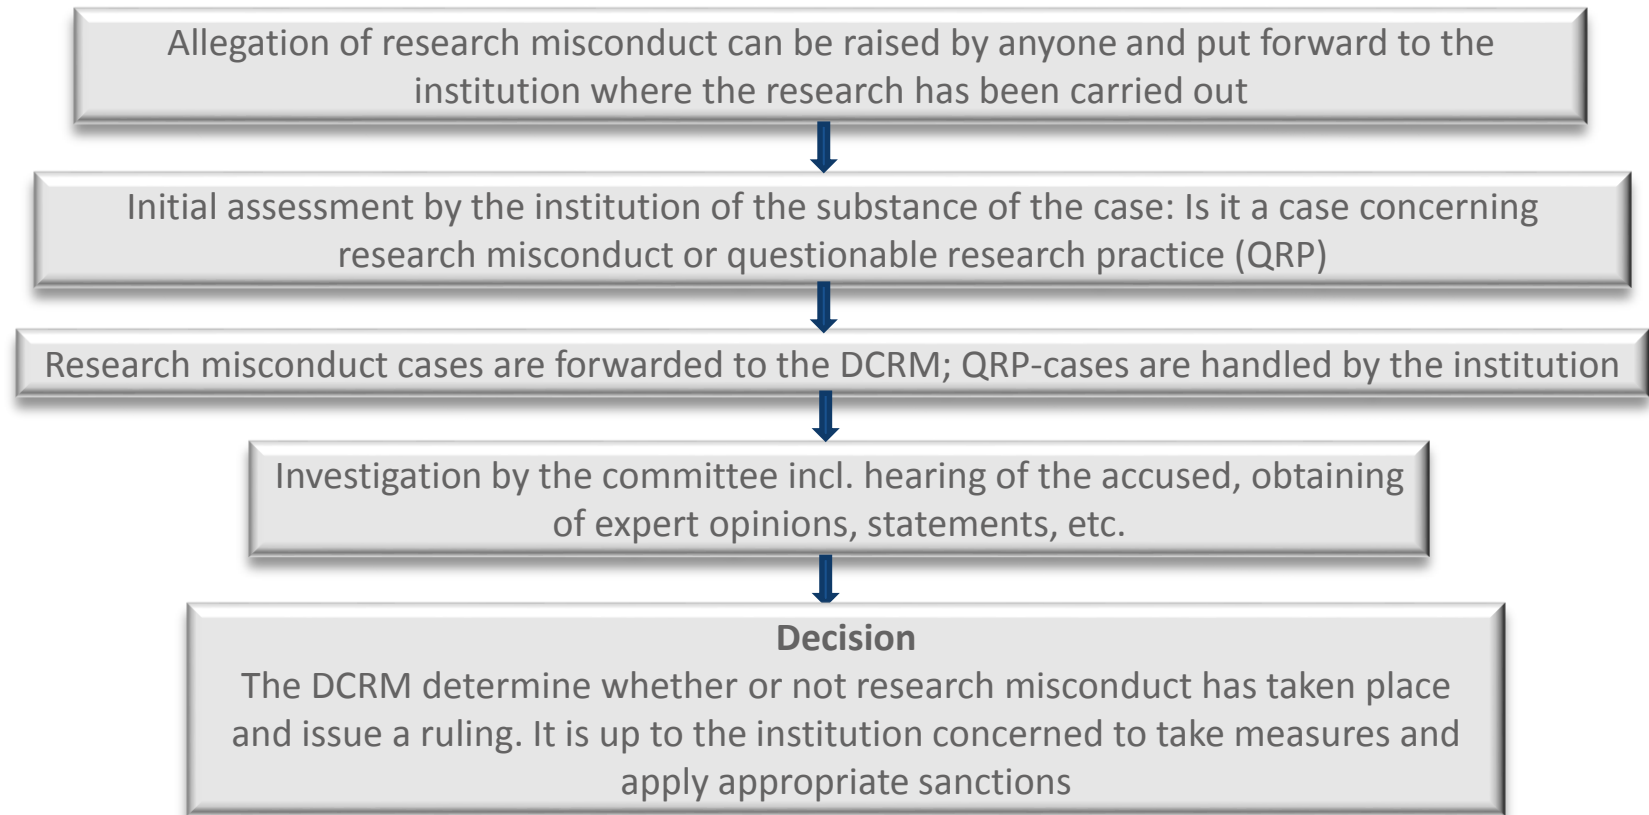 Allegation of research misconduct can be raised by anyone and put forward to the
institution where the research has been carried out
Initial assessment by the institution of the substance of the case: Is it a case concerning
research misconduct or questionable research practice (QRP)
Research misconduct cases are forwarded to the DCRM; QRP-cases are handled by the institution
Investigation by the committee incl. hearing of the accused, obtaining
of expert opinions, statements, etc.
Decision
The DCRM determine whether or not research misconduct has taken place
and issue a ruling. It is up to the institution concerned to take measures and
apply appropriate sanctions